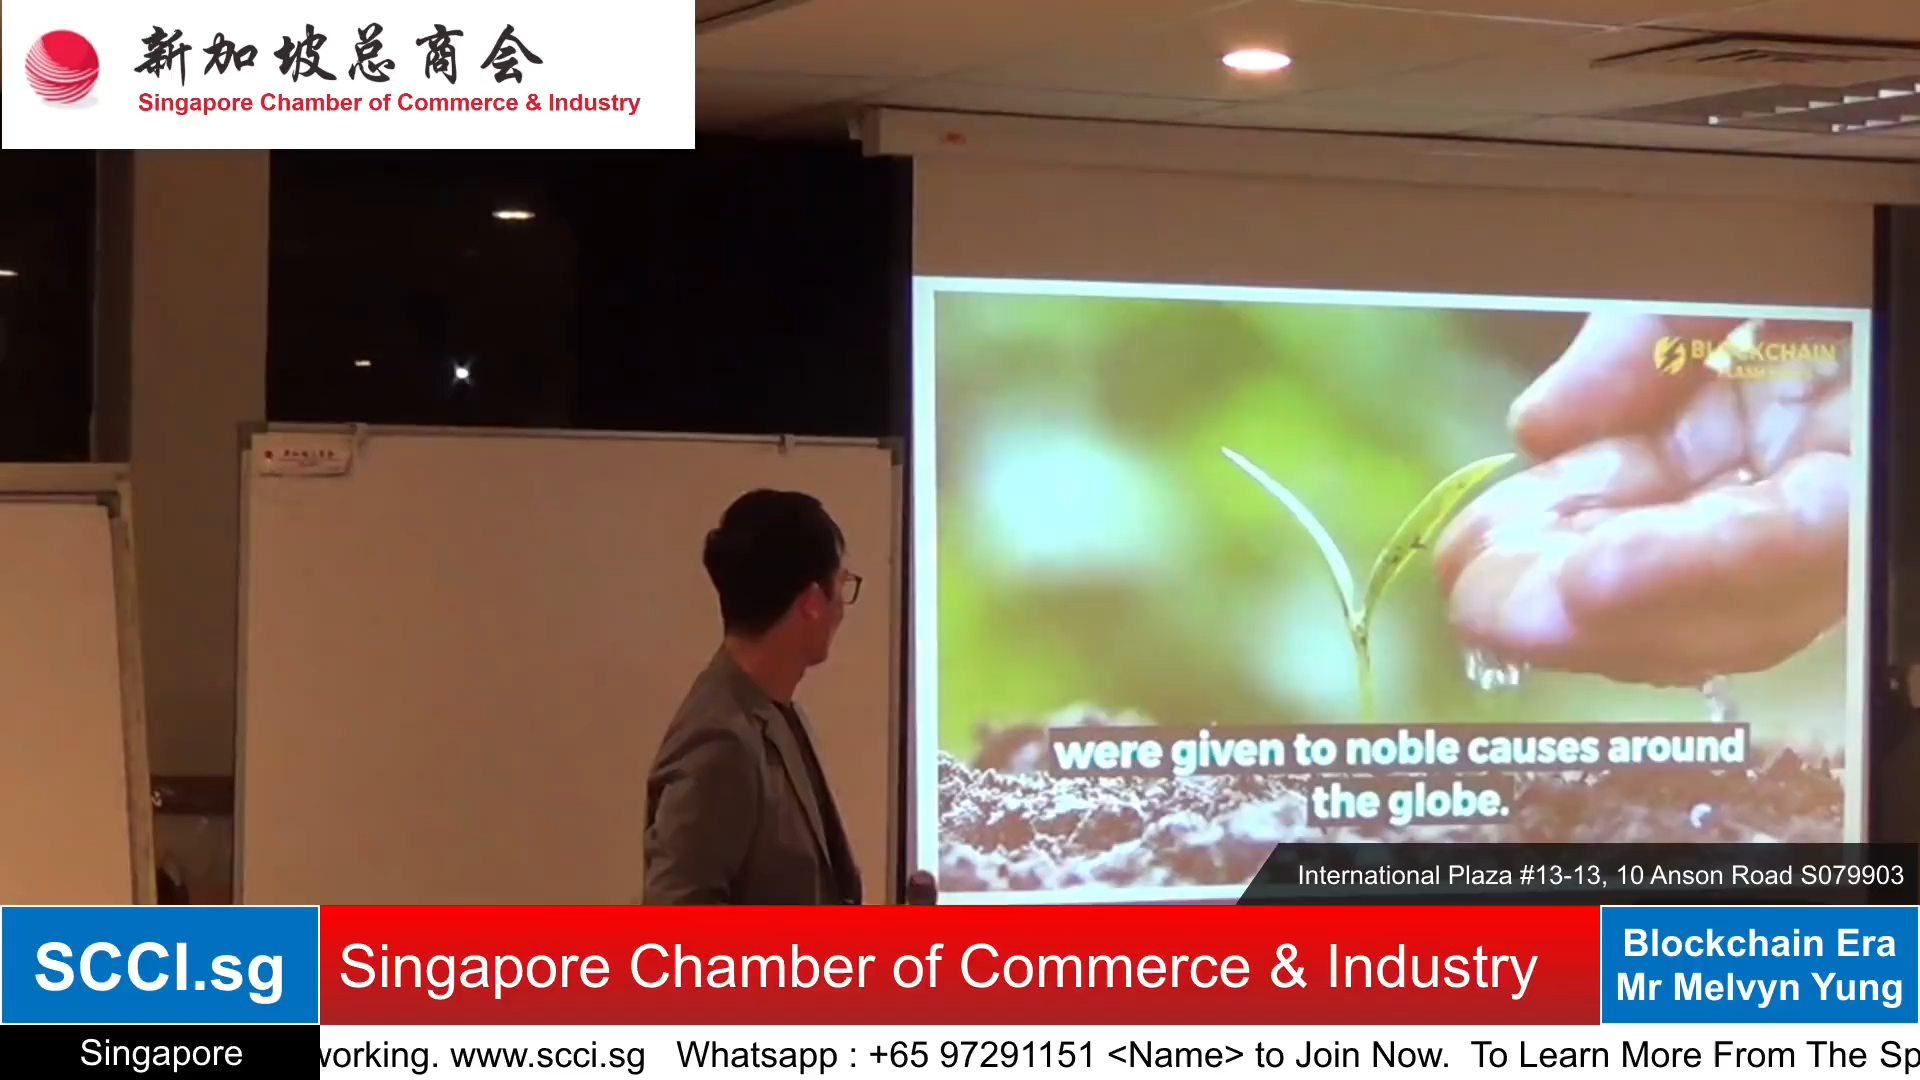 新加坡总商会
Singapore Chamber of Commerce & Industry
BLOCKCHAIN
were given to noble causes around
the globe.
International Plaza #13-13, 10 Anson Road S079903
SCCI.sg
Singapore Chamber of Commerce & Industry
Blockchain Era
Mr Melvyn Yung
Singapore
working. www.scci.sg Whatsapp : +65 97291151 <Name> to Join Now. To Learn More From The Sp